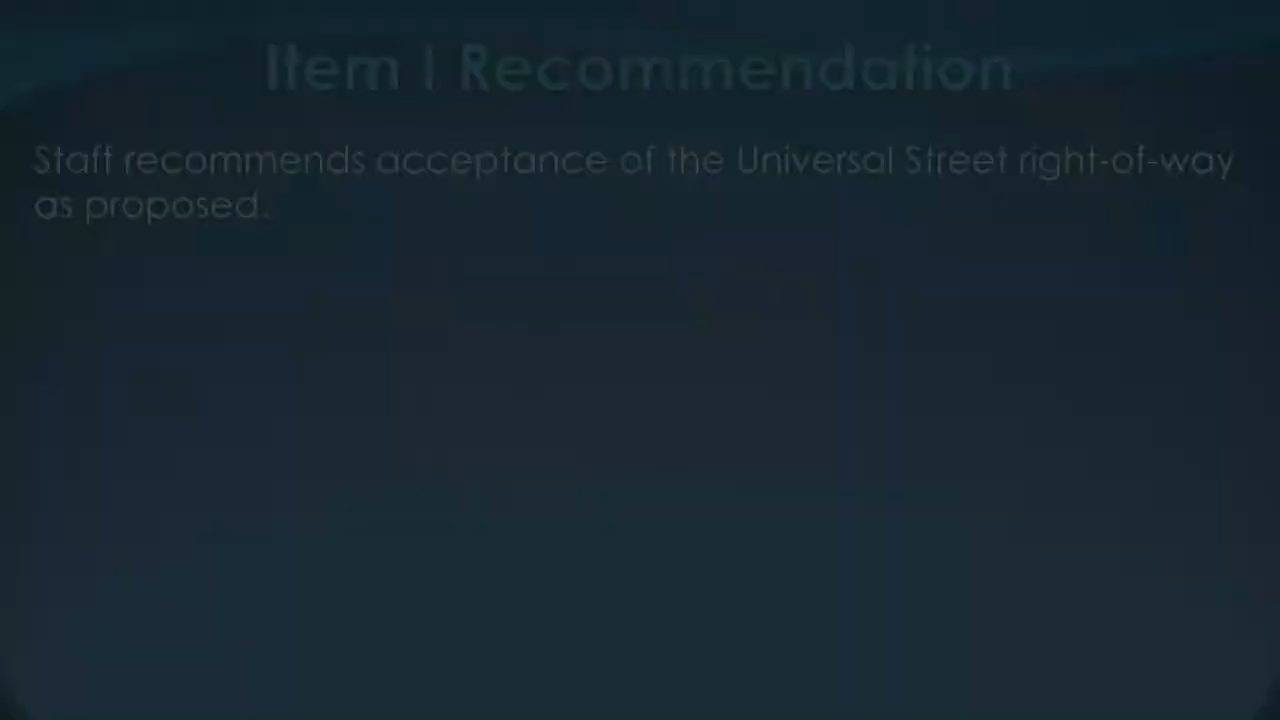 Item I Recommendation
Staff recommends acceptance of the Universal Street right-of-way
as proposed.